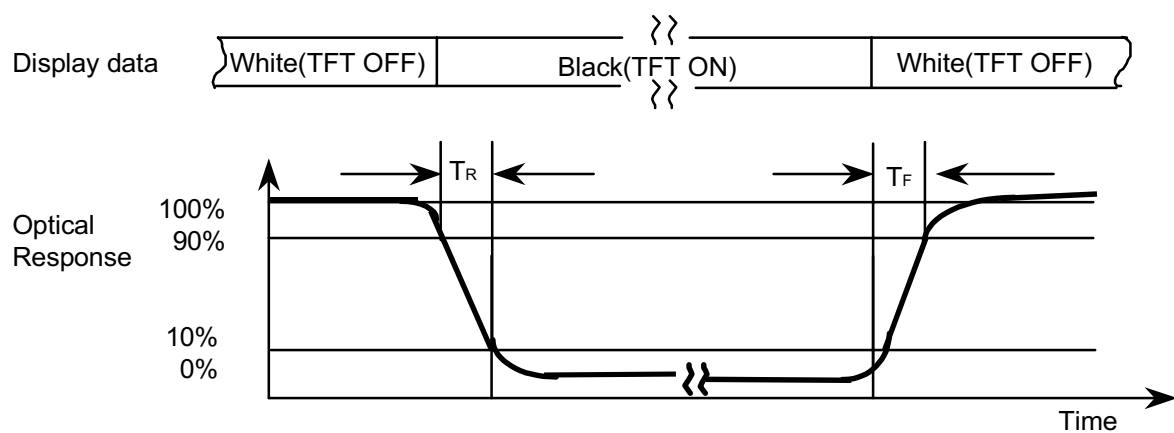 Display data
White(TFT OFF)
Black(TFT ON)
White(TFT OFF)
TR
TF
Optical
Response
100%
90%
10%
0%
Time